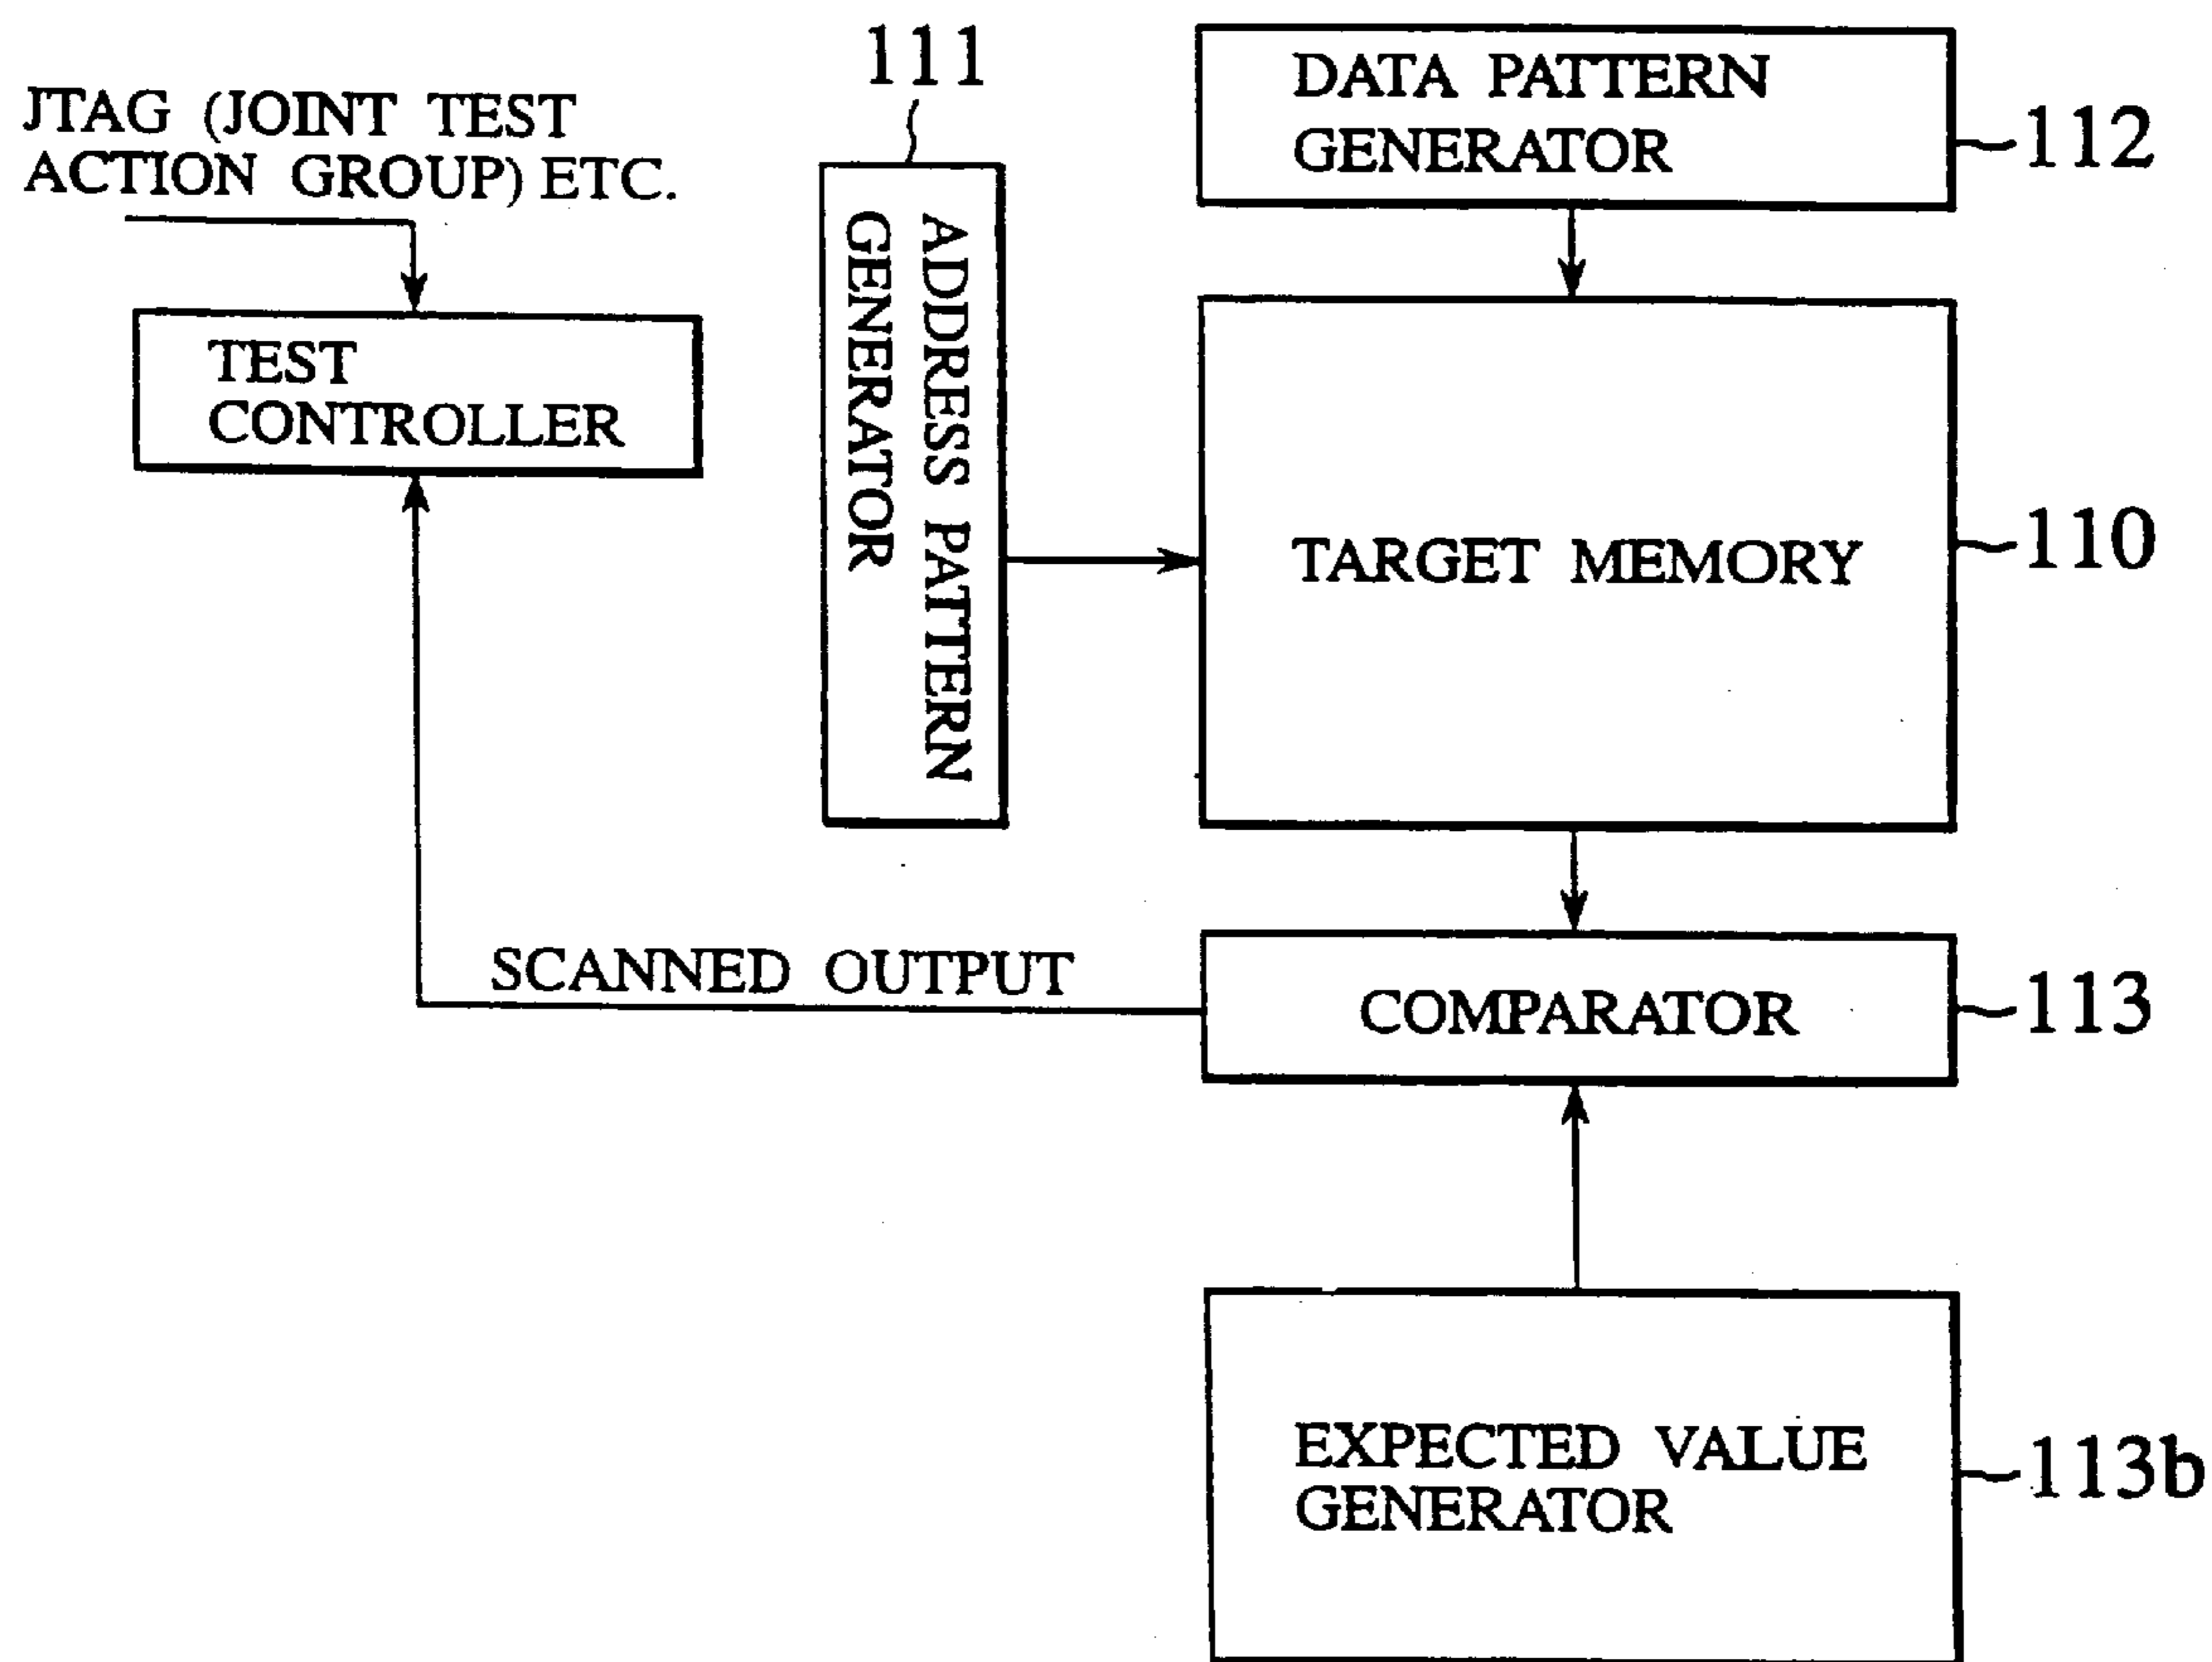 111
DATA PATTERN
GENERATOR
112
JTAG (JOINT TEST
ACTION GROUP) ETC.
TEST
CONTROLLER
ADDRESS PATTERN
GENERATOR
TARGET MEMORY
110
SCANNED OUTPUT
COMPARATOR
113
EXPECTED VALUE
GENERATOR
113b